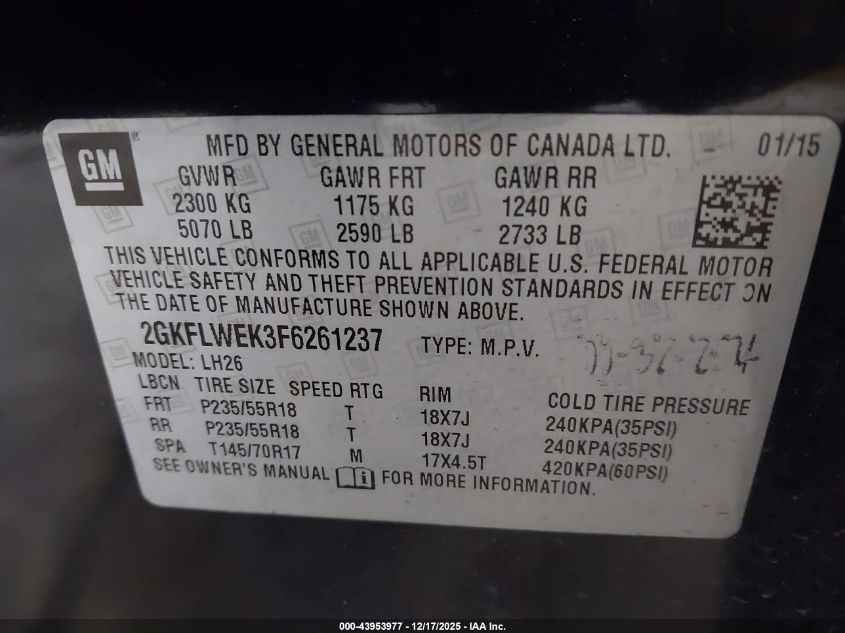 GM
MFD BY GENERAL MOTORS OF CANADA LTD. 01/15
GVWR GAWR FRT GAWR RR
2300 KG 1175 KG 1240 KG
5070 LB 2590 LB 2733 LB
THIS VEHICLE CONFORMS TO ALL APPLICABLE U.S. FEDERAL MOTOR
VEHICLE SAFETY AND THEFT PREVENTION STANDARDS IN EFFECT ON
THE DATE OF MANUFACTURE SHOWN ABOVE.
2GKFLWEK3F6261237 TYPE: M.P.V.
MODEL: LH26
LBCN TIRE SIZE SPEED RTG RIM COLD TIRE PRESSURE
FRT P235/55R18 T 18X7J 240KPA(35PSI)
RR P235/55R18 T 18X7J 240KPA(35PSI)
SPA T145/70R17 M 17X4.5T 420KPA(60PSI)
SEE OWNER'S MANUAL FOR MORE INFORMATION.
000-43953977 - 12/17/2025 - IAA Inc.